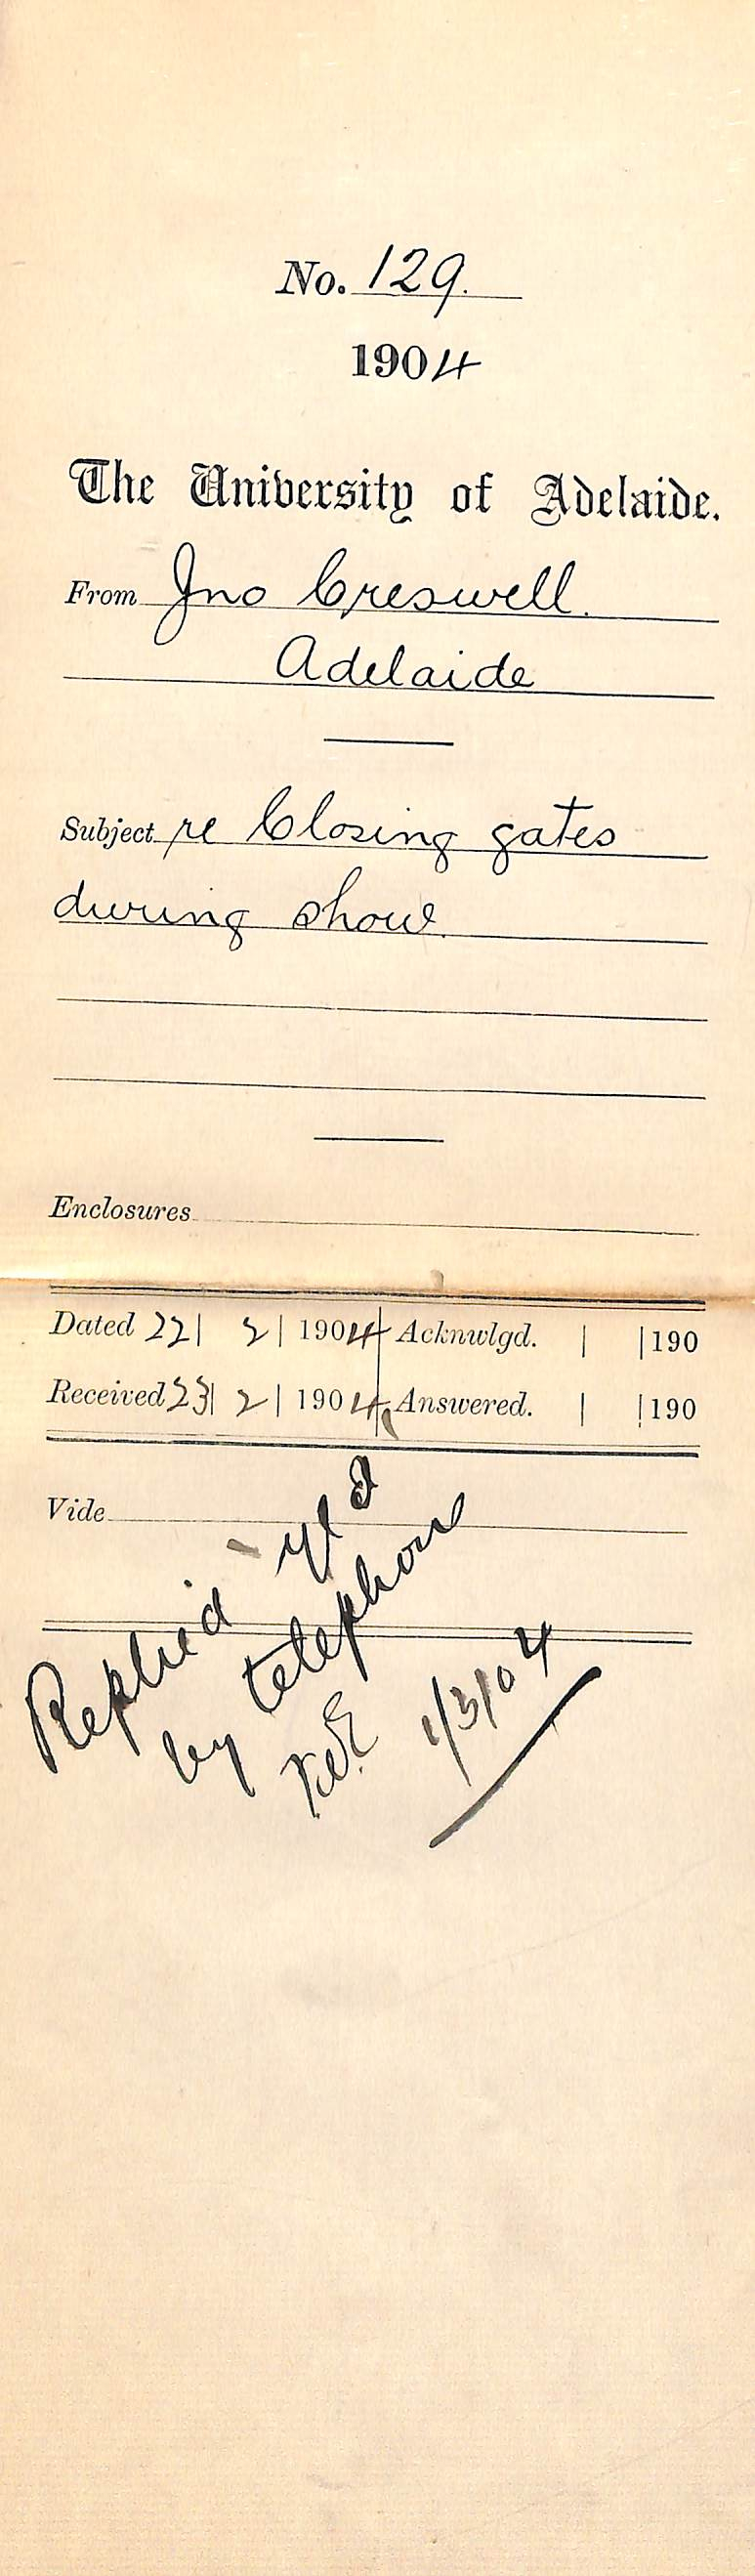 No. 129.
1904
The University of Adelaide.
From Jno Creswell.
Adelaide
Subject re Closing gates
during show.
Enclosures
Dated 22| 2| 1904 Acknwlgd. | |190
Received 23| 2| 1904 Answered. | |190
Vide
Replied
by telephone
1/3/04